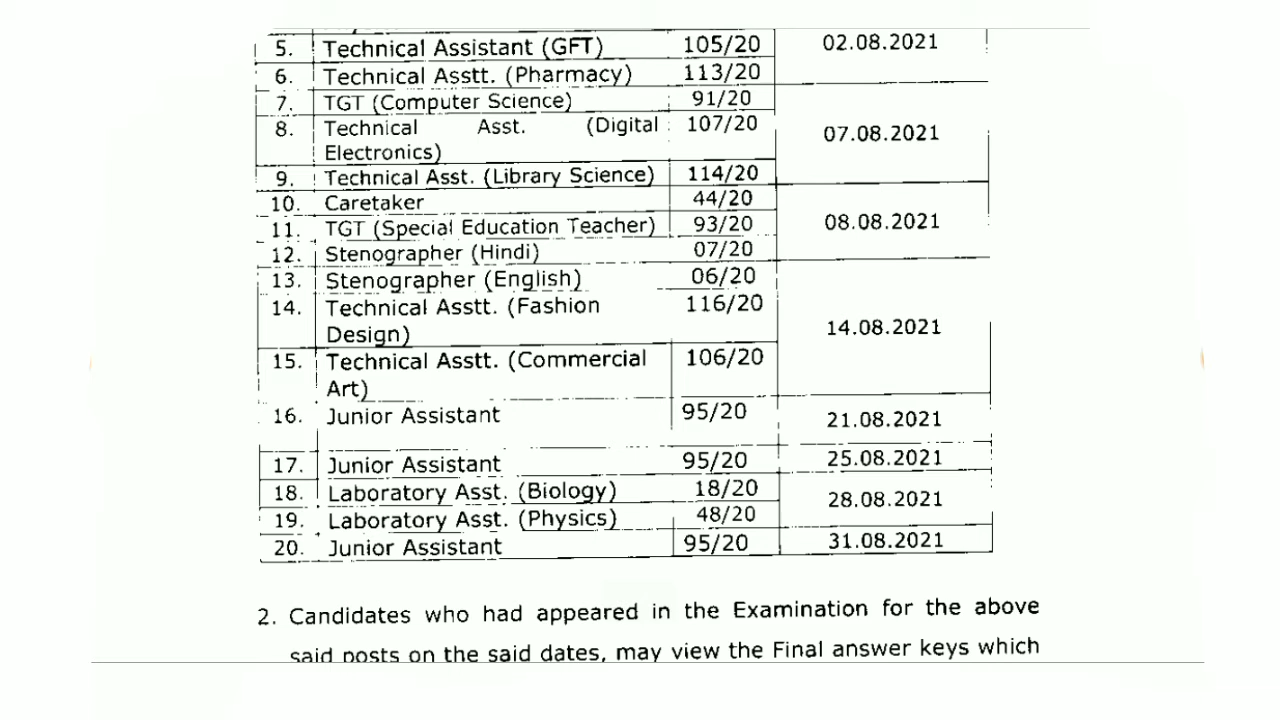 5. Technical Assistant (GFT) 105/20 02.08.2021
6. Technical Asstt. (Pharmacy) 113/20
7. TGT (Computer Science) 91/20
8. Technical Asst. (Digital 107/20 07.08.2021
Electronics)
9. Technical Asst. (Library Science) 114/20
10. Caretaker 44/20
11. TGT (Special Education Teacher) 93/20 08.08.2021
12. Stenographer (Hindi) 07/20
13. Stenographer (English) 06/20
14. Technical Asstt. (Fashion 116/20 14.08.2021
Design)
15. Technical Asstt. (Commercial 106/20
Art)
16. Junior Assistant 95/20 21.08.2021
17. Junior Assistant 95/20 25.08.2021
18. Laboratory Asst. (Biology) 18/20 28.08.2021
19. Laboratory Asst. (Physics) 48/20
20. Junior Assistant 95/20 31.08.2021
2. Candidates who had appeared in the Examination for the above
said posts on the said dates, may view the Final answer keys which